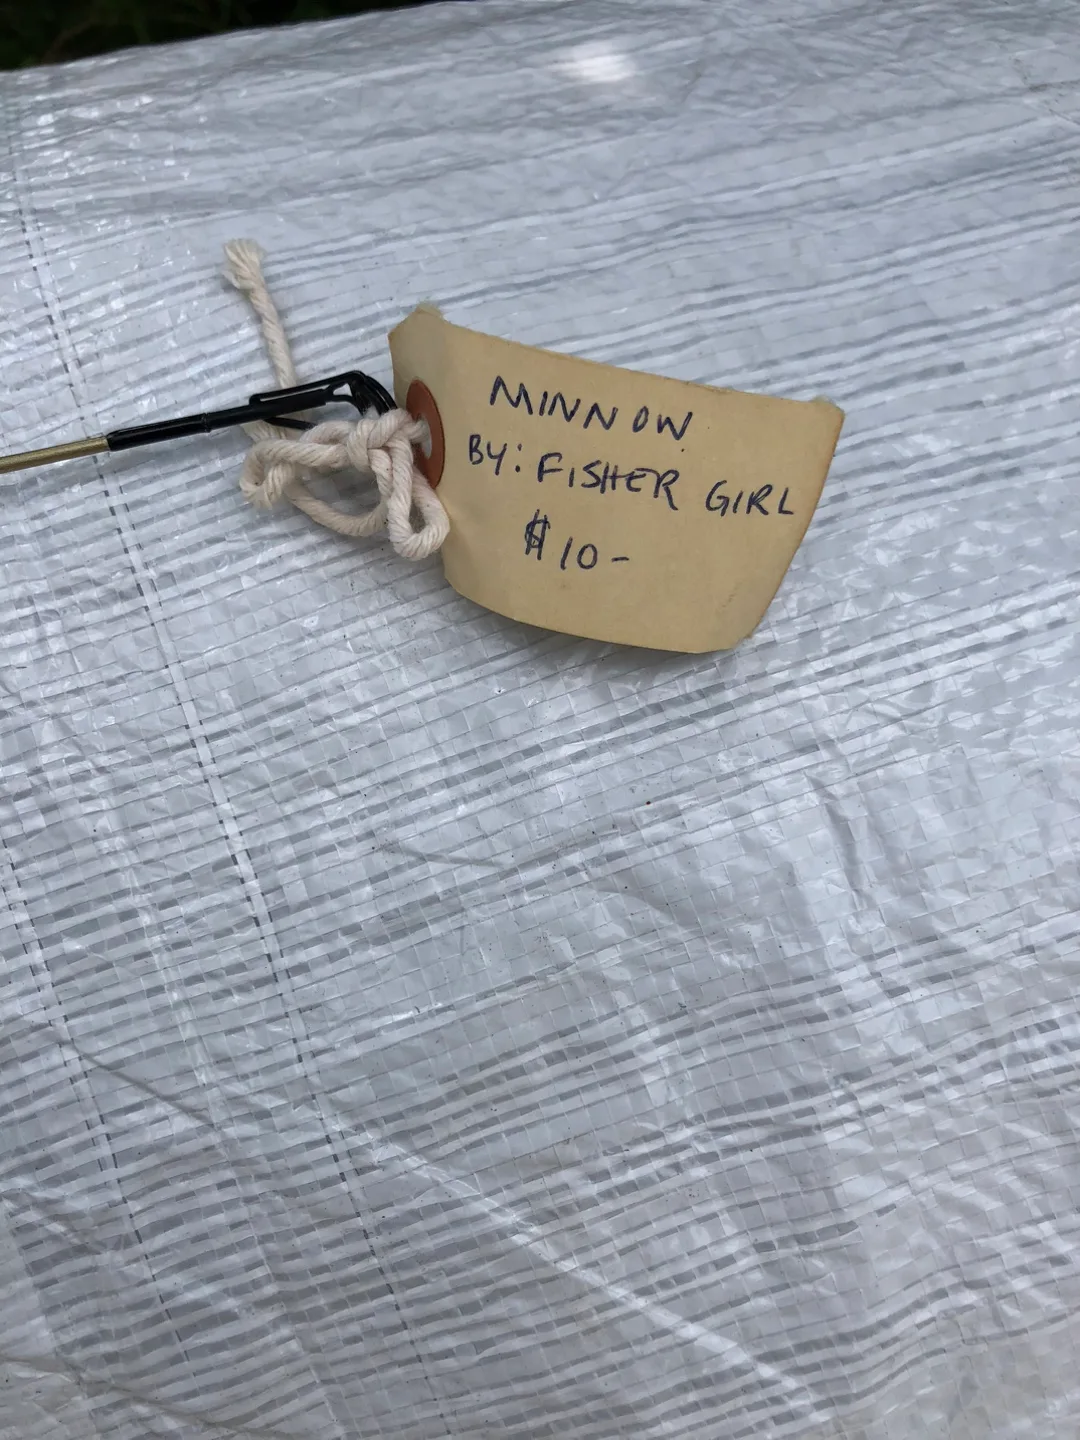 MINNOW
BY: FISHER GIRL
$10-